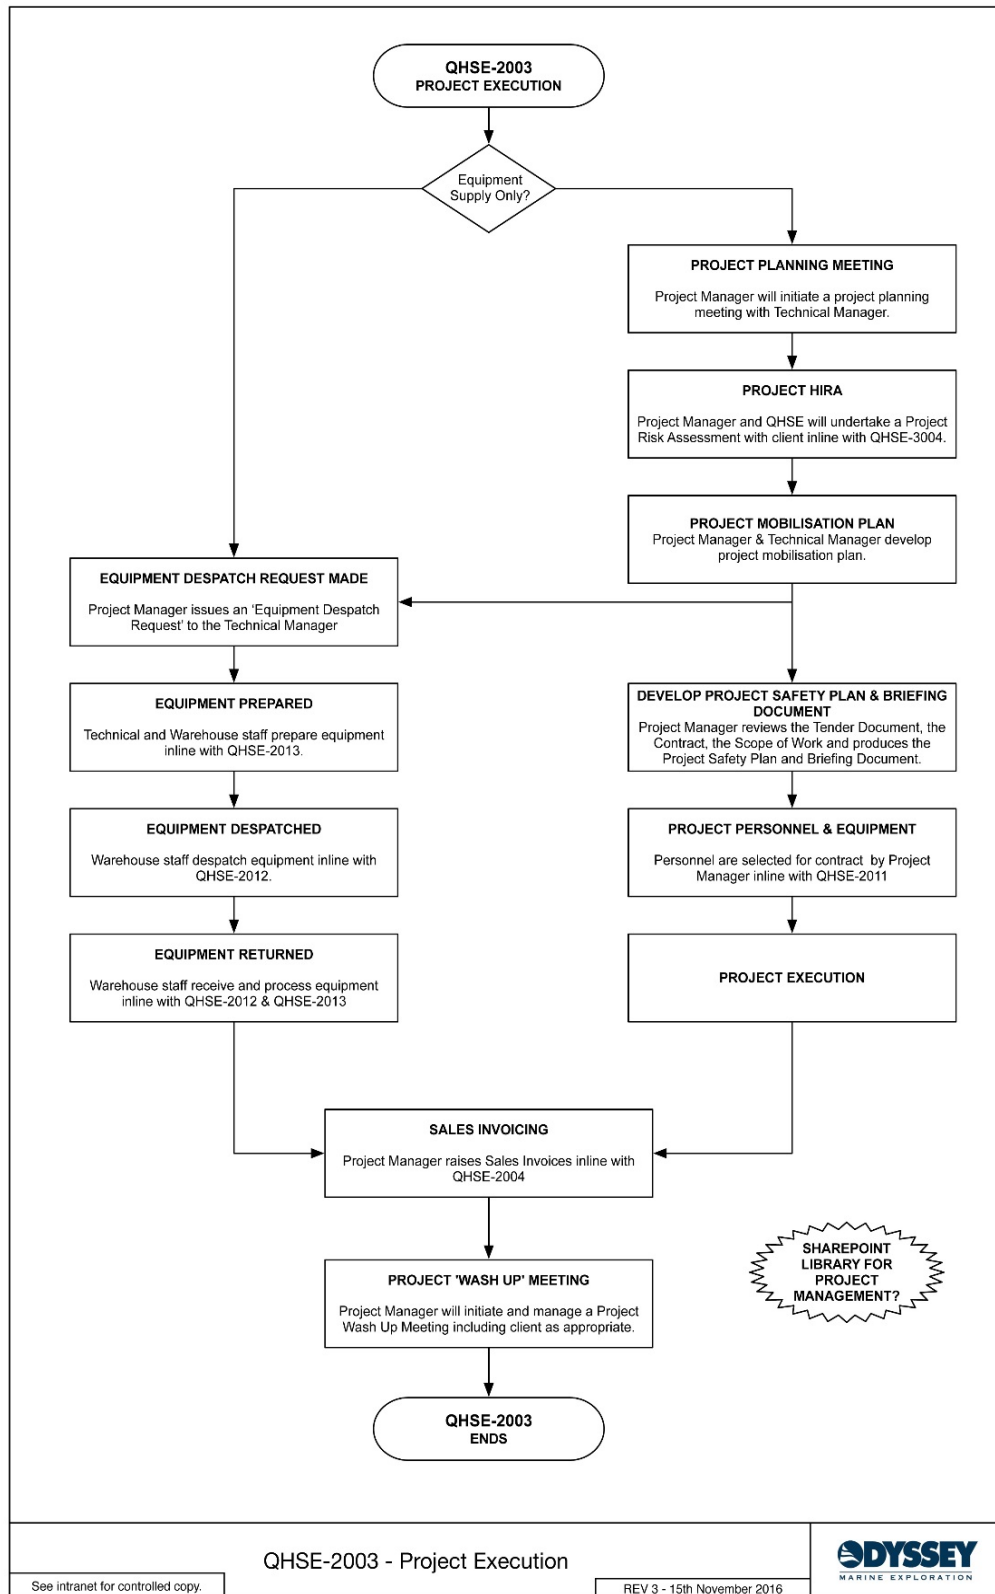 QHSE-2003
PROJECT EXECUTION
Equipment
Supply Only?
PROJECT PLANNING MEETING
Project Manager will initiate a project planning
meeting with Technical Manager.
PROJECT HIRA
Project Manager and QHSE will undertake a Project
Risk Assessment with client inline with QHSE-3004.
PROJECT MOBILISATION PLAN
Project Manager & Technical Manager develop
project mobilisation plan.
EQUIPMENT DESPATCH REQUEST MADE
Project Manager issues an 'Equipment Despatch
Request' to the Technical Manager
EQUIPMENT PREPARED
Technical and Warehouse staff prepare equipment
inline with QHSE-2013.
EQUIPMENT DESPATCHED
Warehouse staff despatch equipment inline with
QHSE-2012.
EQUIPMENT RETURNED
Warehouse staff receive and process equipment
inline with QHSE-2012 & QHSE-2013
DEVELOP PROJECT SAFETY PLAN & BRIEFING
DOCUMENT
Project Manager reviews the Tender Document, the
Contract, the Scope of Work and produces the
Project Safety Plan and Briefing Document.
PROJECT PERSONNEL & EQUIPMENT
Personnel are selected for contract by Project
Manager inline with QHSE-2011
PROJECT EXECUTION
SALES INVOICING
Project Manager raises Sales Invoices inline with
QHSE-2004
PROJECT 'WASH UP' MEETING
Project Manager will initiate and manage a Project
Wash Up Meeting including client as appropriate.
SHAREPOINT
LIBRARY FOR
PROJECT
MANAGEMENT?
QHSE-2003
ENDS
QHSE-2003 - Project Execution
See intranet for controlled copy.
REV 3 - 15th November 2016
ODYSSEY
MARINE EXPLORATION